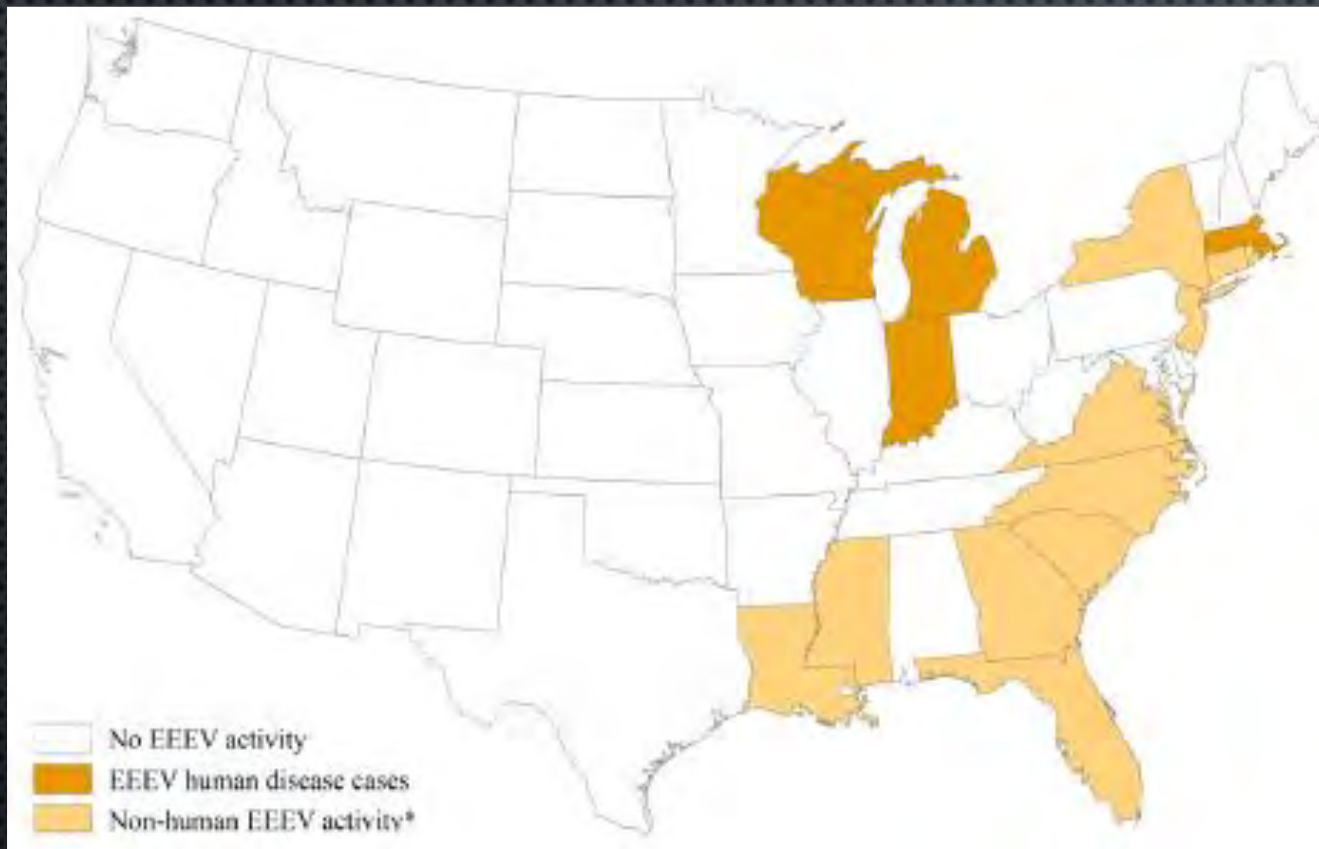 No EEEV activity
EEEV human disease cases
Non-human EEEV activity*